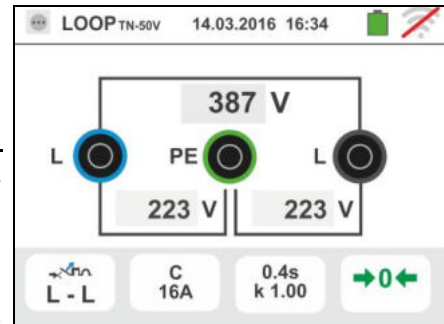 LOOP TN-50V 14.03.2016 16:34
387 V
L PE L
223 V 223 V
L - L C 16A 0.4s k 1.00 →0←